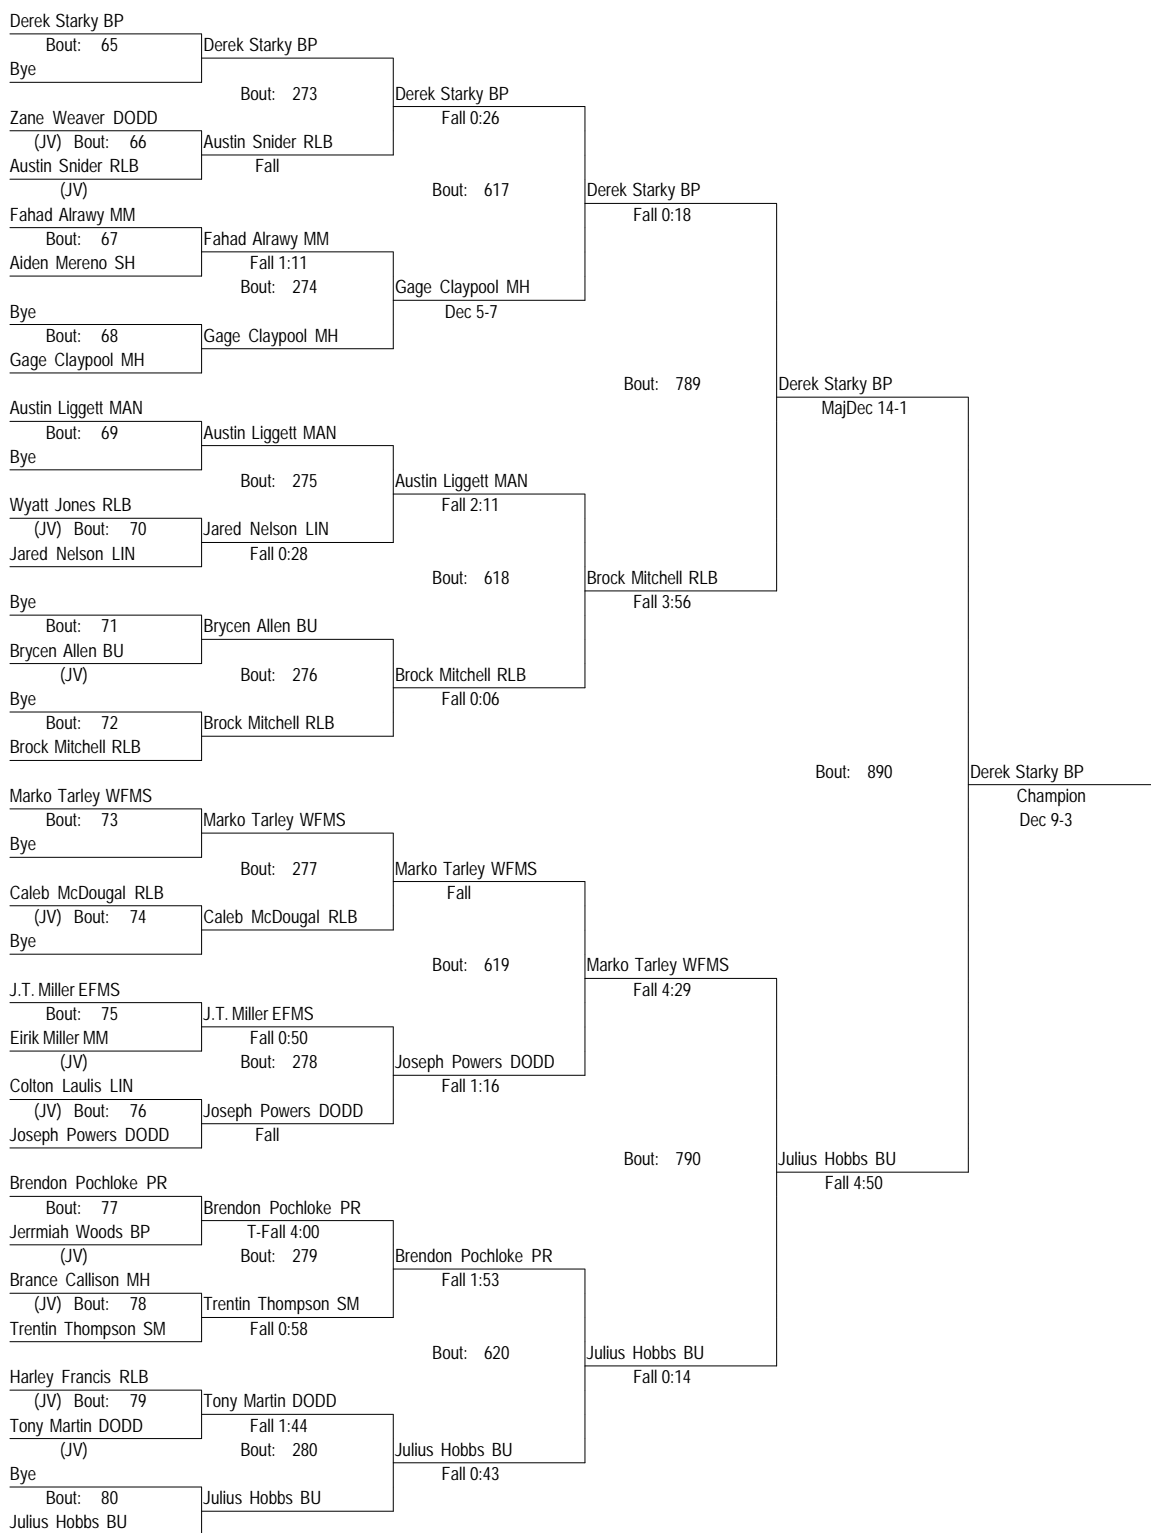 Derek Starky BP
Bout: 65
Derek Starky BP
Bye
Bout: 273
Derek Starky BP
Zane Weaver DODD
Fall 0:26
(JV) Bout: 66
Austin Snider RLB
Austin Snider RLB
Fall
(JV)
Bout: 617
Derek Starky BP
Fahad Alrawy MM
Fall 0:18
Bout: 67
Fahad Alrawy MM
Aiden Mereno SH
Fall 1:11
Bout: 274
Gage Claypool MH
Bye
Dec 5-7
Bout: 68
Gage Claypool MH
Gage Claypool MH
Bout: 789
Derek Starky BP
Austin Liggett MAN
MajDec 14-1
Bout: 69
Austin Liggett MAN
Bye
Bout: 275
Austin Liggett MAN
Wyatt Jones RLB
Fall 2:11
(JV) Bout: 70
Jared Nelson LIN
Jared Nelson LIN
Fall 0:28
Bout: 618
Brock Mitchell RLB
Bye
Fall 3:56
Bout: 71
Brycen Allen BU
Brycen Allen BU
(JV)
Bout: 276
Brock Mitchell RLB
Bye
Fall 0:06
Bout: 72
Brock Mitchell RLB
Brock Mitchell RLB
Bout: 890
Derek Starky BP
Marko Tarley WFMS
Champion
Bout: 73
Marko Tarley WFMS
Dec 9-3
Bye
Bout: 277
Marko Tarley WFMS
Caleb McDougal RLB
Fall
(JV) Bout: 74
Caleb McDougal RLB
Bye
Bout: 619
Marko Tarley WFMS
J.T. Miller EFMS
Fall 4:29
Bout: 75
J.T. Miller EFMS
Eirik Miller MM
Fall 0:50
(JV)
Bout: 278
Joseph Powers DODD
Colton Laulis LIN
Fall 1:16
(JV) Bout: 76
Joseph Powers DODD
Joseph Powers DODD
Fall
Bout: 790
Julius Hobbs BU
Brendon Pochloke PR
Fall 4:50
Bout: 77
Brendon Pochloke PR
Jerrmiah Woods BP
T-Fall 4:00
(JV)
Bout: 279
Brendon Pochloke PR
Brance Callison MH
Fall 1:53
(JV) Bout: 78
Trentin Thompson SM
Trentin Thompson SM
Fall 0:58
Bout: 620
Julius Hobbs BU
Harley Francis RLB
Fall 0:14
(JV) Bout: 79
Tony Martin DODD
Tony Martin DODD
Fall 1:44
(JV)
Bout: 280
Julius Hobbs BU
Bye
Fall 0:43
Bout: 80
Julius Hobbs BU
Julius Hobbs BU